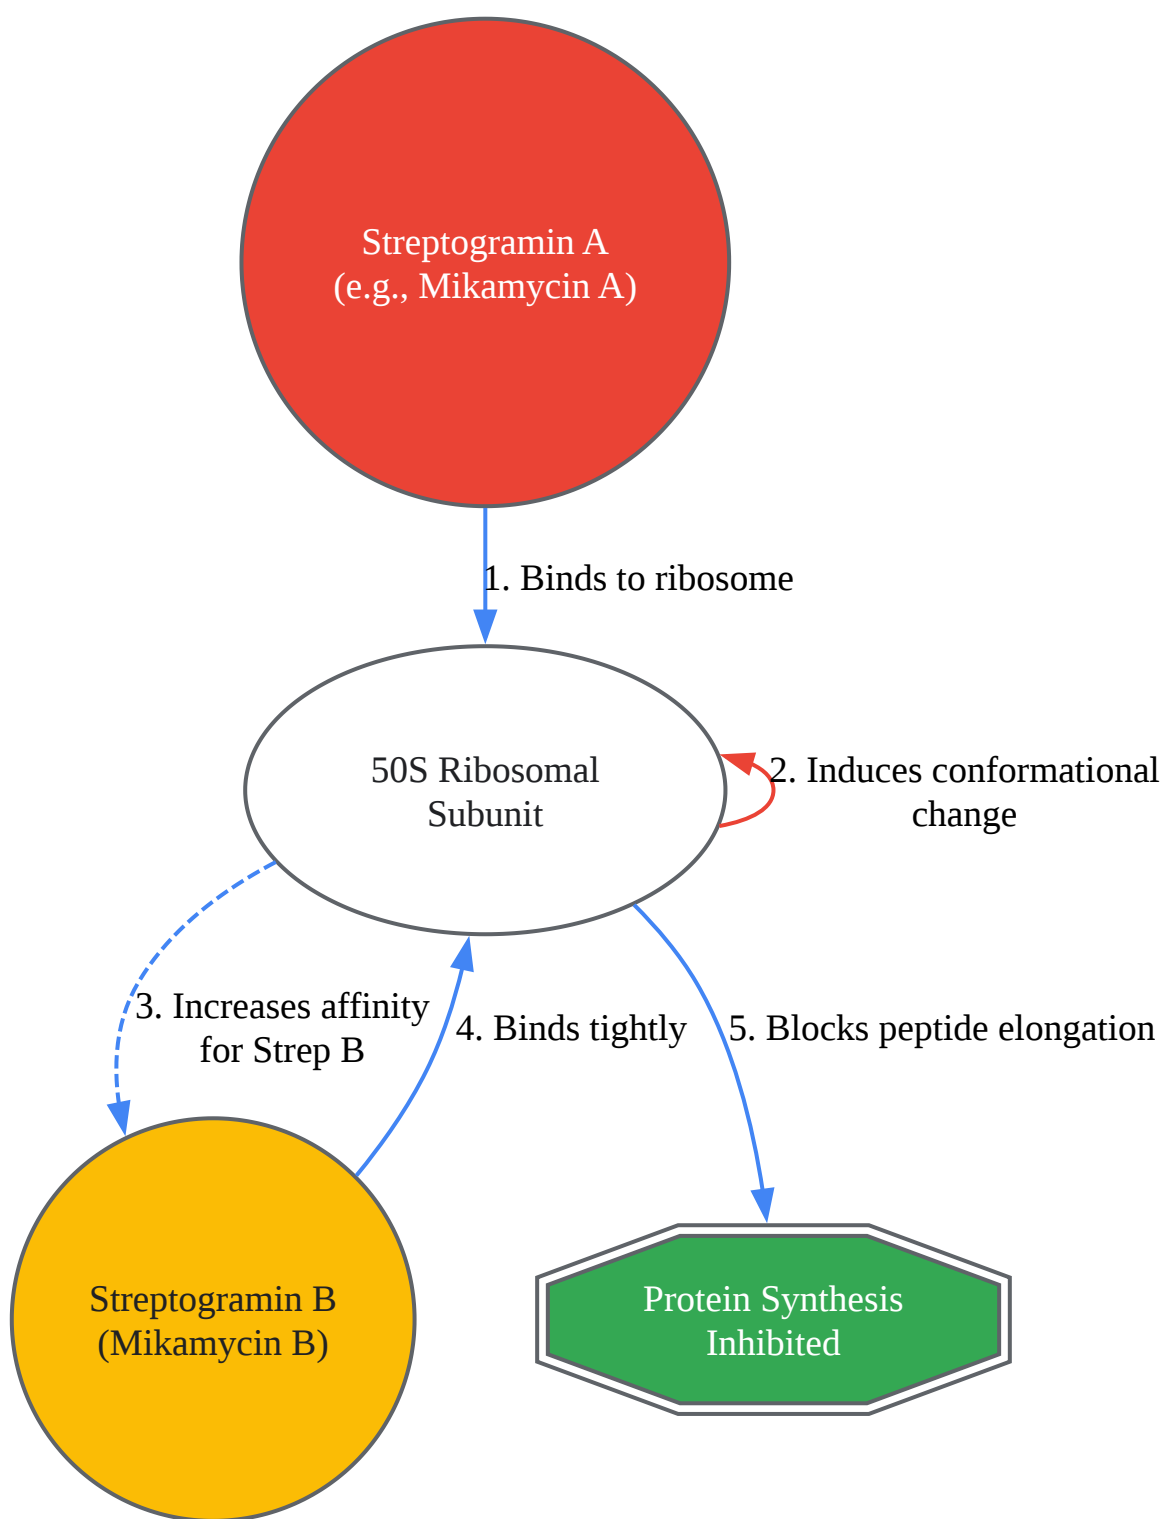 Streptogramin A
(e.g., Mikamycin A)
1. Binds to ribosome
50S Ribosomal
Subunit
2. Induces conformational
change
3. Increases affinity
for Strep B
4. Binds tightly
5. Blocks peptide elongation
Streptogramin B
(Mikamycin B)
Protein Synthesis
Inhibited